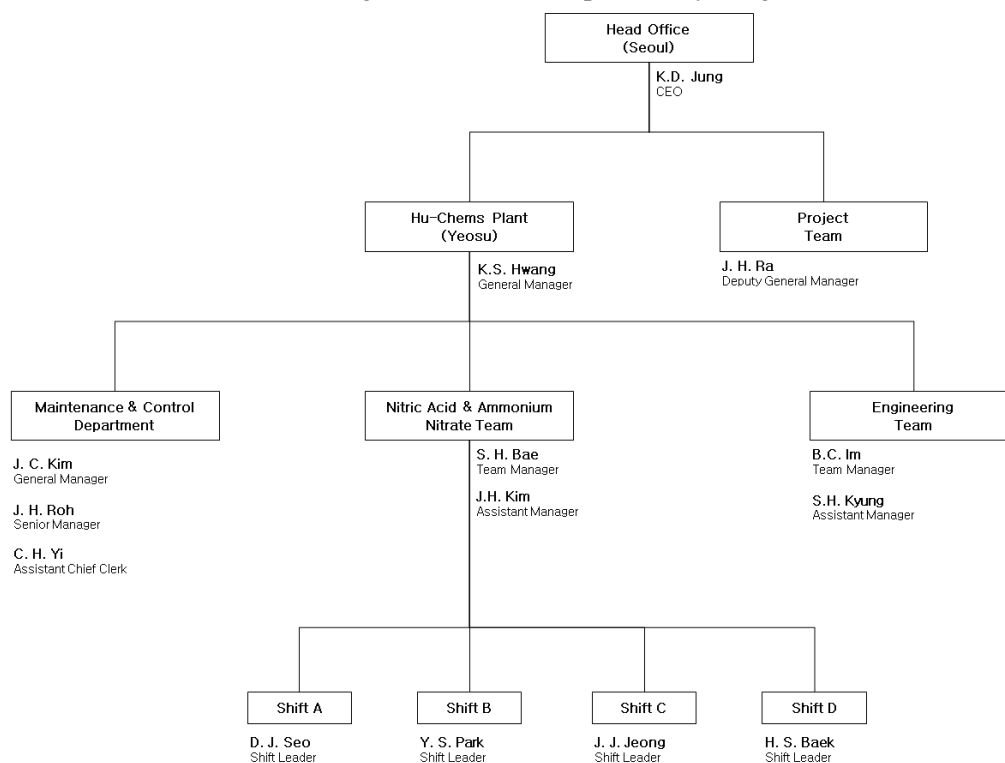 Head Office
(Seoul)
K.D. Jung
CEO
Hu-Chems Plant
(Yeosu)
K.S. Hwang
General Manager
Project
Team
J. H. Ra
Deputy General Manager
Maintenance & Control
Department
J. C. Kim
General Manager
J. H. Roh
Senior Manager
C. H. Yi
Assistant Chief Clerk
Nitric Acid & Ammonium
Nitrate Team
S. H. Bae
Team Manager
J.H. Kim
Assistant Manager
Engineering
Team
B.C. Im
Team Manager
S.H. Kyung
Assistant Manager
Shift A
D. J. Seo
Shift Leader
Shift B
Y. S. Park
Shift Leader
Shift C
J. J. Jeong
Shift Leader
Shift D
H. S. Baek
Shift Leader